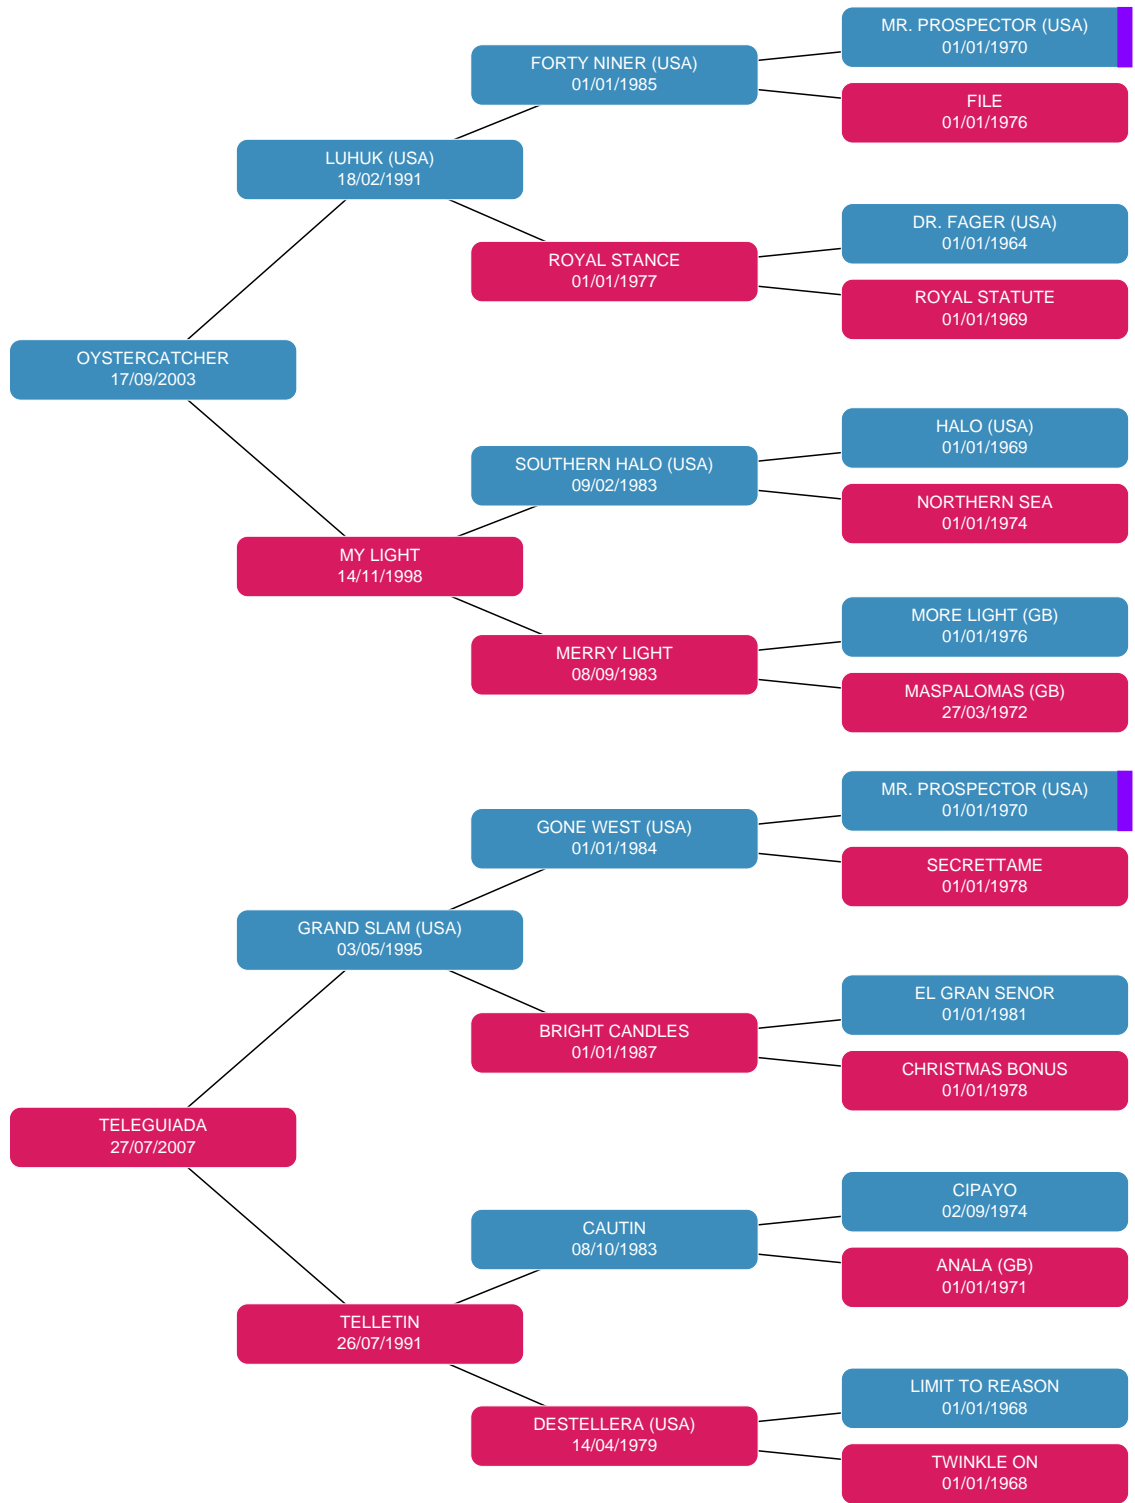 MR. PROSPECTOR (USA)
01/01/1970
FORTY NINER (USA)
01/01/1985
FILE
01/01/1976
LUHUK (USA)
18/02/1991
DR. FAGER (USA)
01/01/1964
ROYAL STANCE
01/01/1977
ROYAL STATUTE
01/01/1969
OYSTERCATCHER
17/09/2003
HALO (USA)
01/01/1969
SOUTHERN HALO (USA)
09/02/1983
NORTHERN SEA
01/01/1974
MY LIGHT
14/11/1998
MORE LIGHT (GB)
01/01/1976
MERRY LIGHT
08/09/1983
MASPALOMAS (GB)
27/03/1972
MR. PROSPECTOR (USA)
01/01/1970
GONE WEST (USA)
01/01/1984
SECRETTAME
01/01/1978
GRAND SLAM (USA)
03/05/1995
EL GRAN SENOR
01/01/1981
BRIGHT CANDLES
01/01/1987
CHRISTMAS BONUS
01/01/1978
TELEGUIADA
27/07/2007
CIPAYO
02/09/1974
CAUTIN
08/10/1983
ANALA (GB)
01/01/1971
TELLETIN
26/07/1991
LIMIT TO REASON
01/01/1968
DESTELLERA (USA)
14/04/1979
TWINKLE ON
01/01/1968